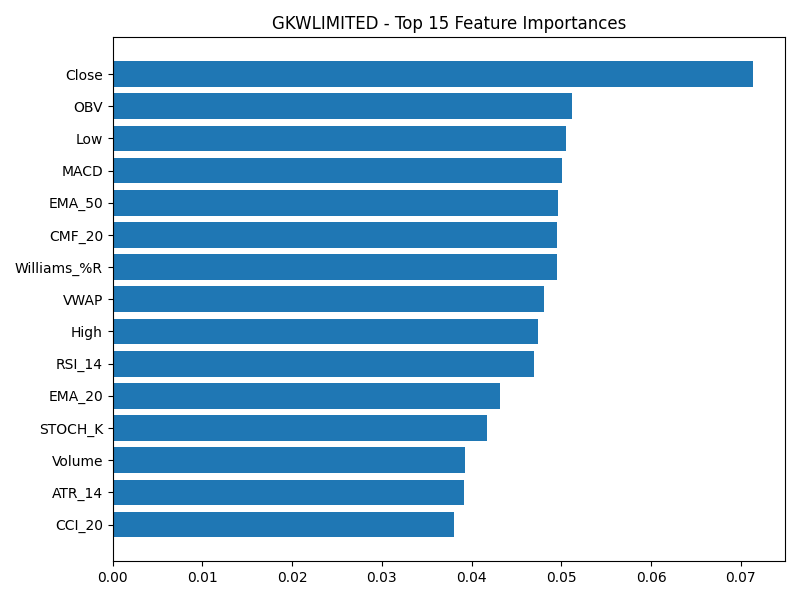 GKWLIMITED - Top 15 Feature Importances
Close
OBV
Low
MACD
EMA_50
CMF_20
Williams_%R
VWAP
High
RSI_14
EMA_20
STOCH_K
Volume
ATR_14
CCI_20
0.00 0.01 0.02 0.03 0.04 0.05 0.06 0.07